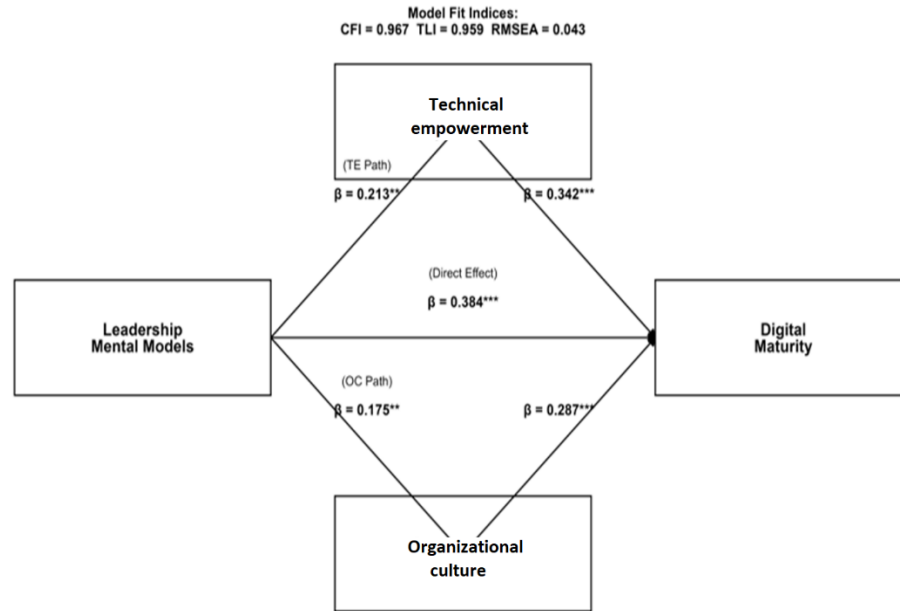 Model Fit Indices:
CFI = 0.967 TLI = 0.959 RMSEA = 0.043
Technical
empowerment
(TE Path)
β = 0.213**
β = 0.342***
(Direct Effect)
β = 0.384***
Leadership
Mental Models
Digital
Maturity
(OC Path)
β = 0.175**
β = 0.287***
Organizational
culture